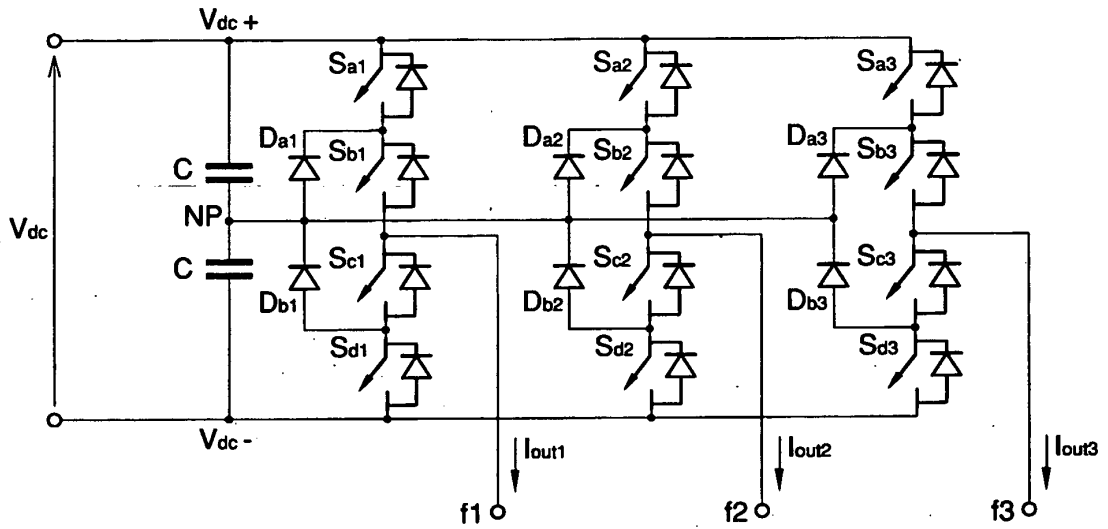 Vdc +
Sa1 Sa2 Sa3
Da1 Sb1 Da2 Sb2 Da3 Sb3
C
NP
Vdc
C
Sc1 Sc2 Sc3
Db1 Db2 Db3
Sd1 Sd2 Sd3
Vdc -
Iout1 Iout2 Iout3
f1 f2 f3